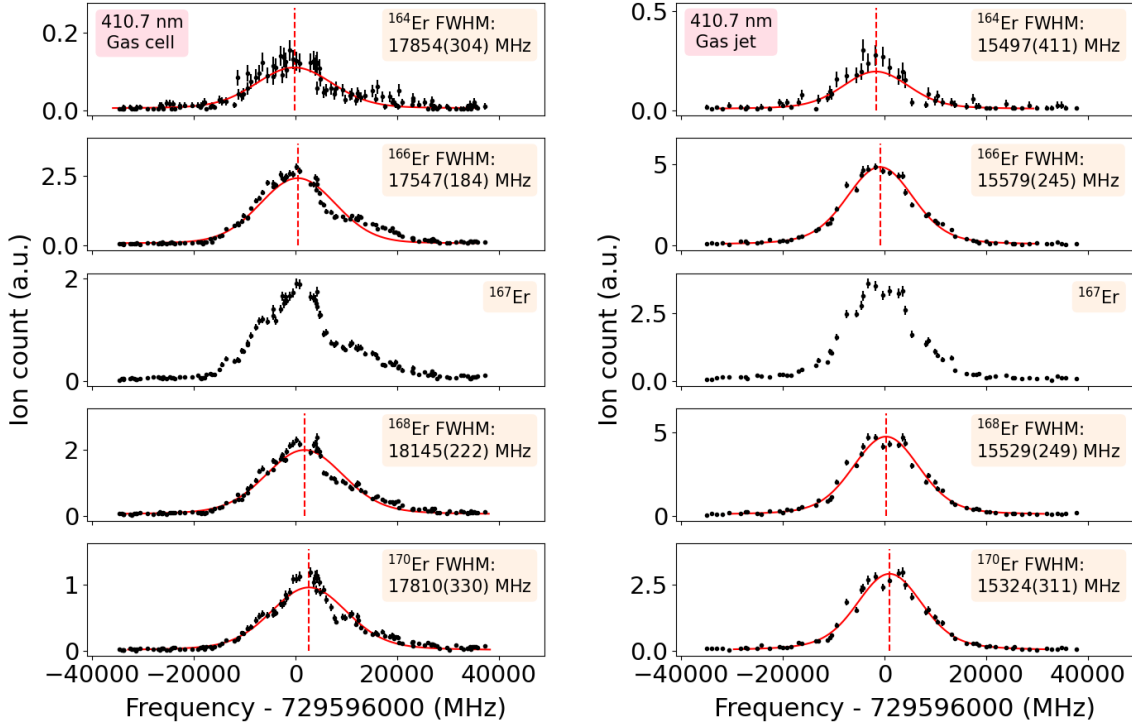 410.7 nm
Gas cell
¹⁶⁴Er FWHM:
17854(304) MHz
0.2
0.0
¹⁶⁶Er FWHM:
17547(184) MHz
2.5
0.0
¹⁶⁷Er
2
0
¹⁶⁸Er FWHM:
18145(222) MHz
2
0
¹⁷⁰Er FWHM:
17810(330) MHz
1
0
−40000 −20000 0 20000 40000
Frequency - 729596000 (MHz)
Ion count (a.u.)
410.7 nm
Gas jet
¹⁶⁴Er FWHM:
15497(411) MHz
0.5
0.0
¹⁶⁶Er FWHM:
15579(245) MHz
5
0
¹⁶⁷Er
2.5
0.0
¹⁶⁸Er FWHM:
15529(249) MHz
5
0
¹⁷⁰Er FWHM:
15324(311) MHz
2.5
0.0
−40000 −20000 0 20000 40000
Frequency - 729596000 (MHz)
Ion count (a.u.)